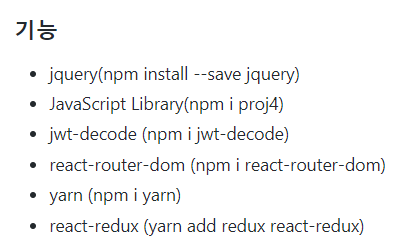 기능
jquery(npm install --save jquery)
JavaScript Library(npm i proj4)
jwt-decode (npm i jwt-decode)
react-router-dom (npm i react-router-dom)
yarn (npm i yarn)
react-redux (yarn add redux react-redux)